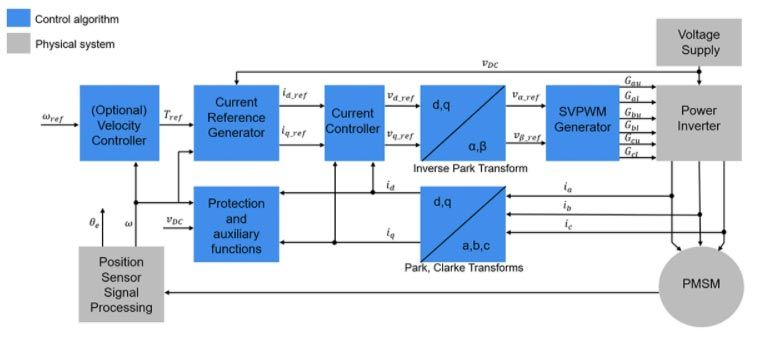 Control algorithm
Physical system
Voltage
Supply
v_DC
ω_ref
(Optional)
Velocity
Controller
T_ref
Current
Reference
Generator
i_d_ref
i_q_ref
Current
Controller
v_d_ref
v_q_ref
d,q
α,β
Inverse Park Transform
v_α_ref
v_β_ref
SVPWM
Generator
G_au
G_al
G_bu
G_bl
G_cu
G_cl
Power
Inverter
θ_e
ω
v_DC
Protection
and
auxiliary
functions
i_d
i_q
d,q
a,b,c
Park, Clarke Transforms
i_a
i_b
i_c
Position
Sensor
Signal
Processing
PMSM